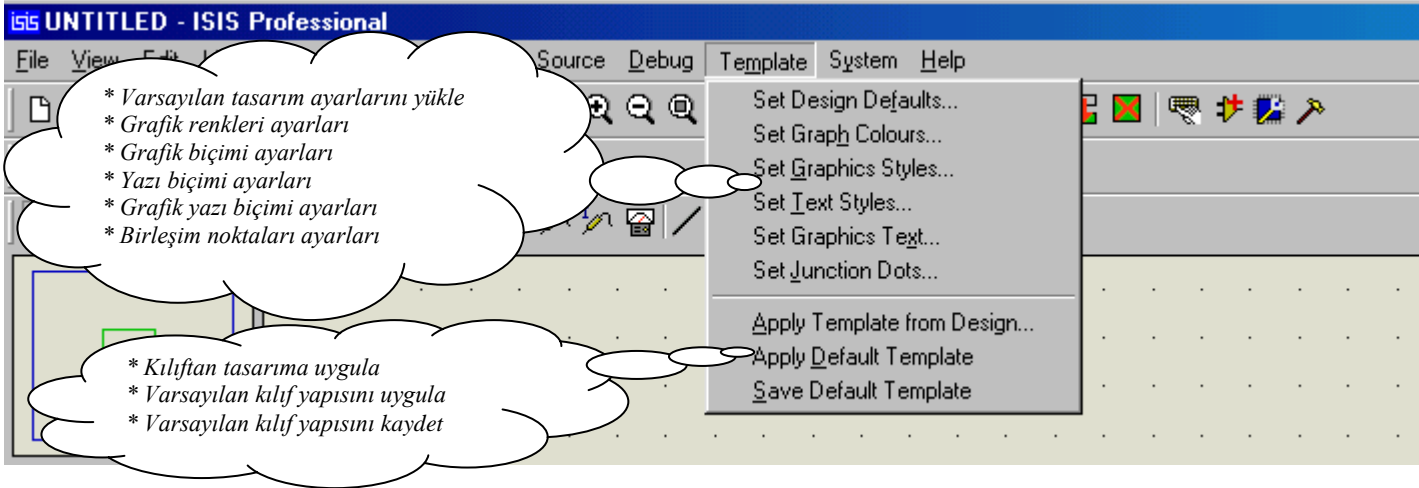 isis UNTITLED - ISIS Professional
File View Edit Source Debug Template System Help
* Varsayılan tasarım ayarlarını yükle
* Grafik renkleri ayarları
* Grafik biçimi ayarları
* Yazı biçimi ayarları
* Grafik yazı biçimi ayarları
* Birleşim noktaları ayarları
Set Design Defaults...
Set Graph Colours...
Set Graphics Styles...
Set Text Styles...
Set Graphics Text...
Set Junction Dots...
Apply Template from Design...
Apply Default Template
Save Default Template
* Kılıftan tasarıma uygula
* Varsayılan kılıf yapısını uygula
* Varsayılan kılıf yapısını kaydet